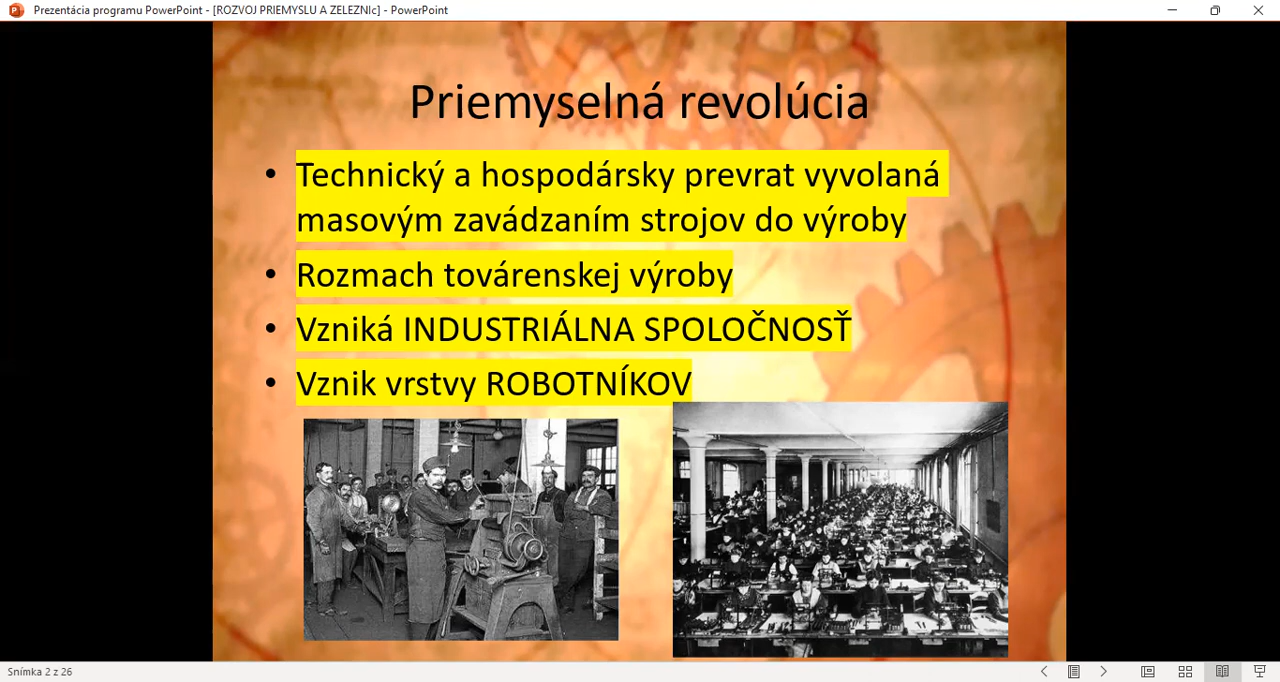 Prezentácia programu PowerPoint - [ROZVOJ PRIEMYSLU A ZELEZNIc] - PowerPoint
Priemyselná revolúcia
• Technický a hospodársky prevrat vyvolaná
masovým zavádzaním strojov do výroby
• Rozmach továrenskej výroby
• Vzniká INDUSTRIÁLNA SPOLOČNOSŤ
• Vznik vrstvy ROBOTNÍKOV
Snímka 2 z 26